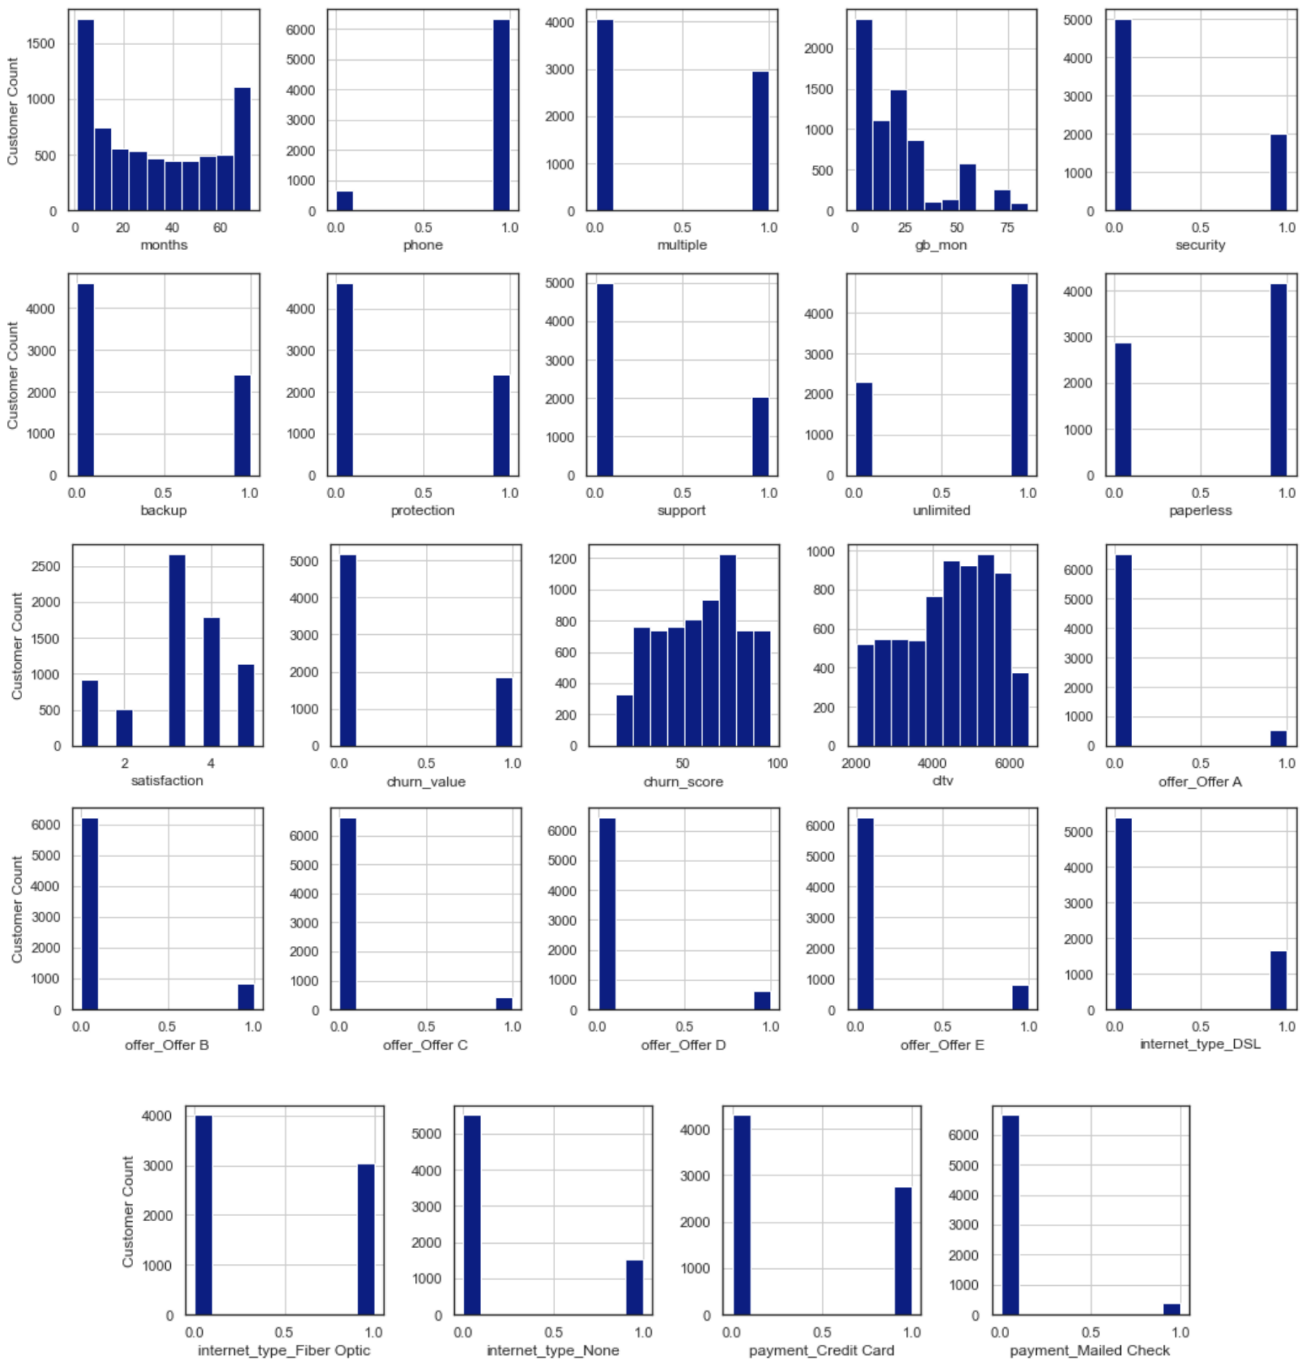 Customer Count
1500
1000
500
0
0 20 40 60
months
6000
5000
4000
3000
2000
1000
0
0.0 0.5 1.0
phone
4000
3000
2000
1000
0
0.0 0.5 1.0
multiple
2000
1500
1000
500
0
0 25 50 75
gb_mon
5000
4000
3000
2000
1000
0
0.0 0.5 1.0
security
Customer Count
4000
3000
2000
1000
0
0.0 0.5 1.0
backup
4000
3000
2000
1000
0
0.0 0.5 1.0
protection
5000
4000
3000
2000
1000
0
0.0 0.5 1.0
support
4000
3000
2000
1000
0
0.0 0.5 1.0
unlimited
4000
3000
2000
1000
0
0.0 0.5 1.0
paperless
Customer Count
2500
2000
1500
1000
500
0
2 4
satisfaction
5000
4000
3000
2000
1000
0
0.0 0.5 1.0
churn_value
1200
1000
800
600
400
200
0
50 100
churn_score
1000
800
600
400
200
0
2000 4000 6000
cltv
6000
5000
4000
3000
2000
1000
0
0.0 0.5 1.0
offer_Offer A
Customer Count
6000
5000
4000
3000
2000
1000
0
0.0 0.5 1.0
offer_Offer B
6000
5000
4000
3000
2000
1000
0
0.0 0.5 1.0
offer_Offer C
6000
5000
4000
3000
2000
1000
0
0.0 0.5 1.0
offer_Offer D
6000
5000
4000
3000
2000
1000
0
0.0 0.5 1.0
offer_Offer E
5000
4000
3000
2000
1000
0
0.0 0.5 1.0
internet_type_DSL
Customer Count
4000
3000
2000
1000
0
0.0 0.5 1.0
internet_type_Fiber Optic
5000
4000
3000
2000
1000
0
0.0 0.5 1.0
internet_type_None
4000
3000
2000
1000
0
0.0 0.5 1.0
payment_Credit Card
6000
5000
4000
3000
2000
1000
0
0.0 0.5 1.0
payment_Mailed Check